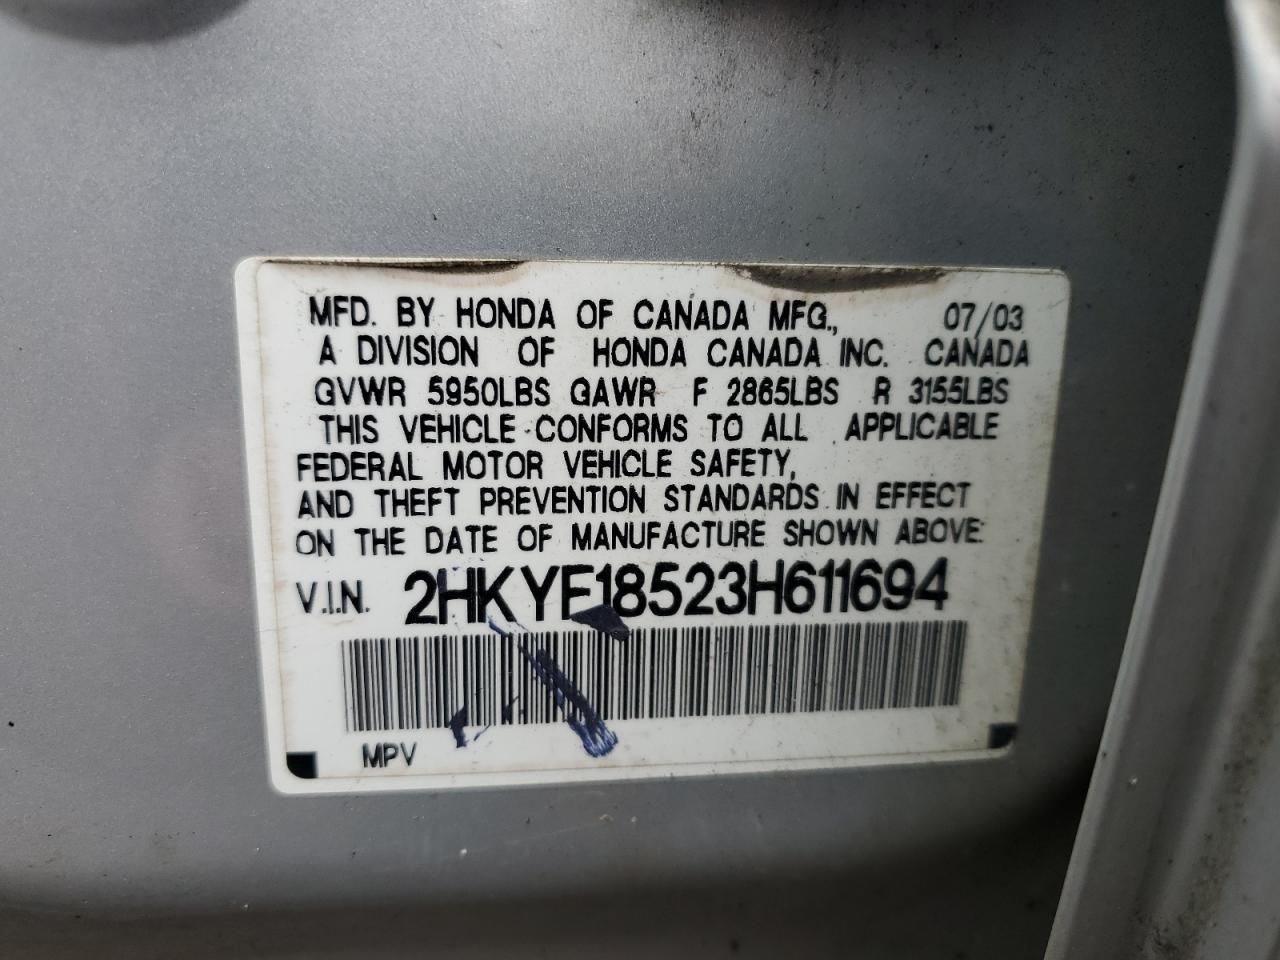 MFD. BY HONDA OF CANADA MFG., 07/03
A DIVISION OF HONDA CANADA INC. CANADA
GVWR 5950LBS GAWR F 2865LBS R 3155LBS
THIS VEHICLE CONFORMS TO ALL APPLICABLE
FEDERAL MOTOR VEHICLE SAFETY,
AND THEFT PREVENTION STANDARDS IN EFFECT
ON THE DATE OF MANUFACTURE SHOWN ABOVE.
V.I.N. 2HKYF18523H611694
MPV